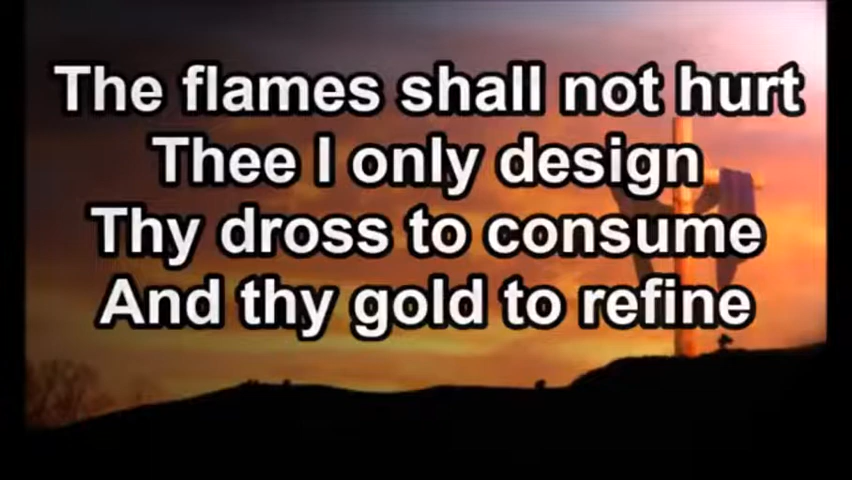 The flames shall not hurt
Thee I only design
Thy dross to consume
And thy gold to refine